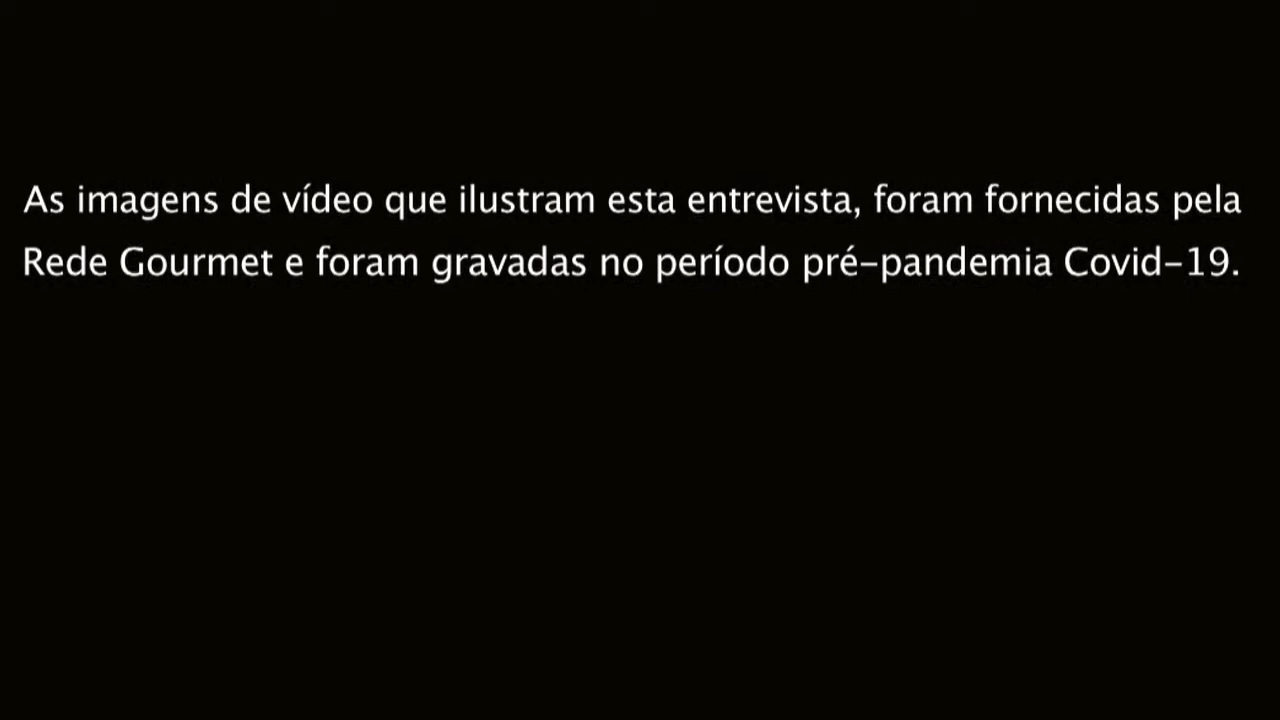 As imagens de vídeo que ilustram esta entrevista, foram fornecidas pela
Rede Gourmet e foram gravadas no período pré-pandemia Covid-19.